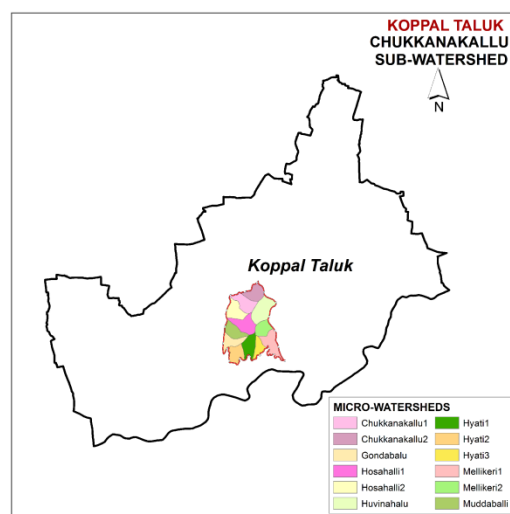 KOPPAL TALUK
CHUKKANAKALLU
SUB-WATERSHED
N
Koppal Taluk
MICRO-WATERSHEDS
Chukkanakallu1
Chukkanakallu2
Gondabalu
Hosahalli1
Hosahalli2
Huvinahalu
Hyati1
Hyati2
Hyati3
Mellikeri1
Mellikeri2
Muddaballi